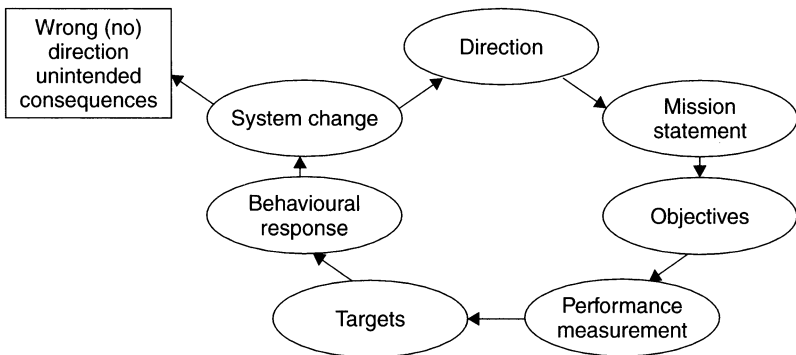 Wrong (no)
direction
unintended
consequences
Direction
System change
Mission
statement
Behavioural
response
Objectives
Targets
Performance
measurement